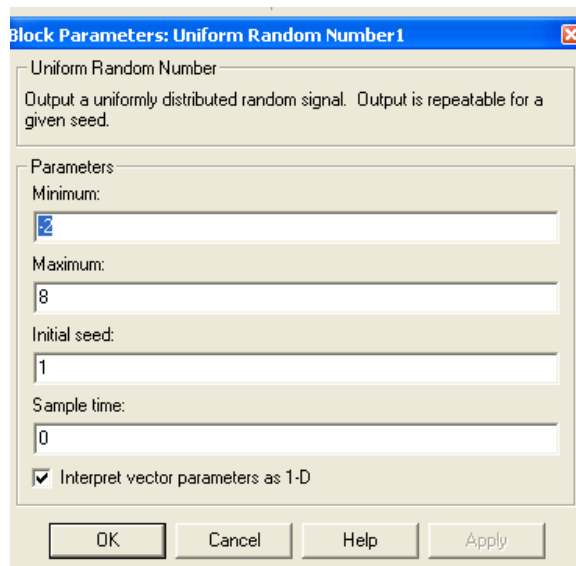 Block Parameters: Uniform Random Number1
Uniform Random Number
Output a uniformly distributed random signal.  Output is repeatable for a
given seed.
Parameters
Minimum:
-2
Maximum:
8
Initial seed:
1
Sample time:
0
Interpret vector parameters as 1-D
OK Cancel Help Apply